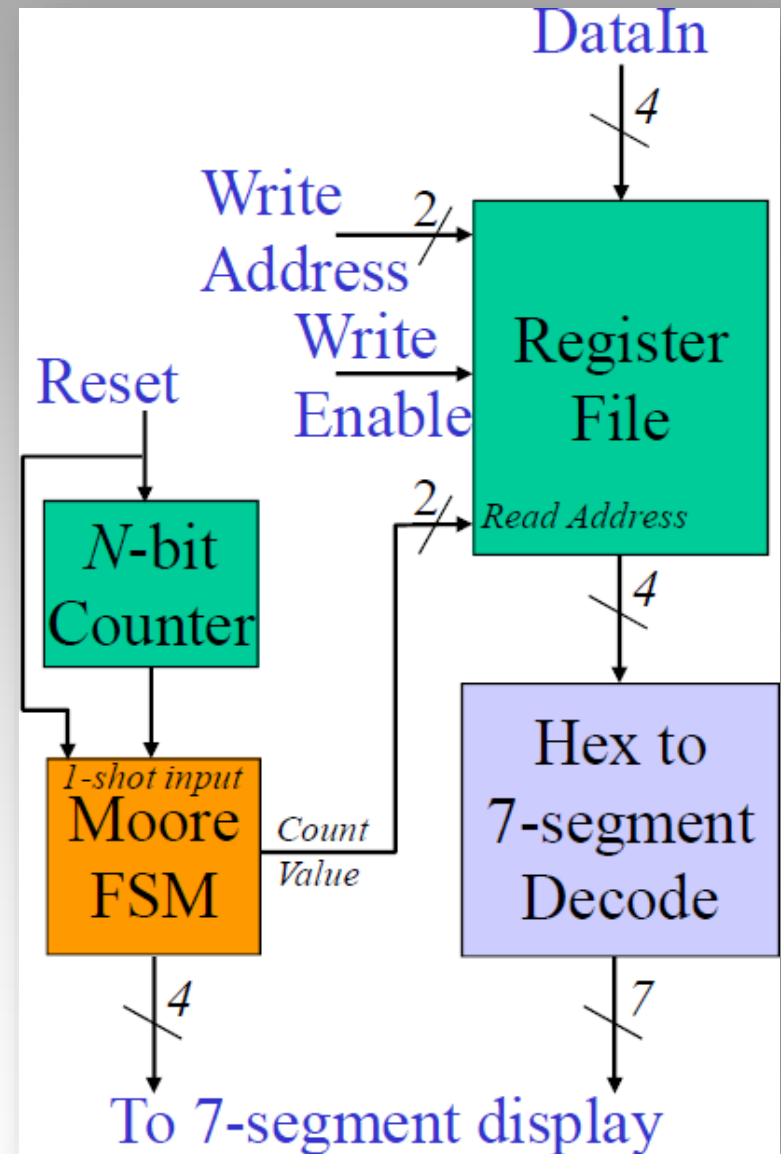 DataIn
4
Write
2
Address
Write
Enable
Register
File
Reset
2
Read Address
N-bit
Counter
4
1-shot input
Moore
FSM
Count
Value
Hex to
7-segment
Decode
4
7
To 7-segment display